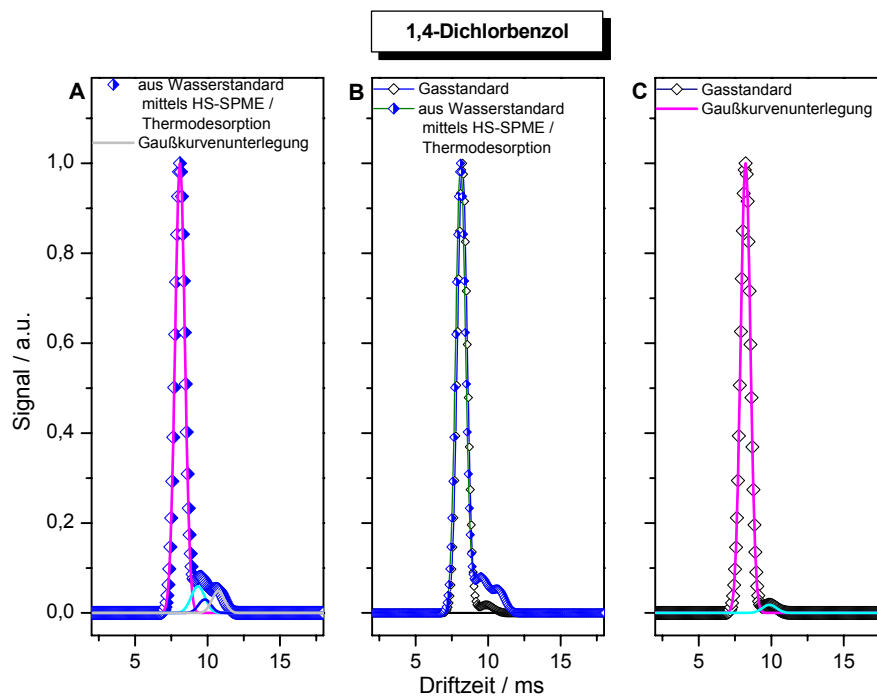 1,4-Dichlorbenzol
A
aus Wasserstandard
mittels HS-SPME /
Thermodesorption
Gaußkurvenunterlegung
B
Gasstandard
aus Wasserstandard
mittels HS-SPME /
Thermodesorption
C
Gasstandard
Gaußkurvenunterlegung
1,0
0,8
0,6
0,4
0,2
0,0
Signal / a.u.
5 10 15 5 10 15 5 10 15
Driftzeit / ms